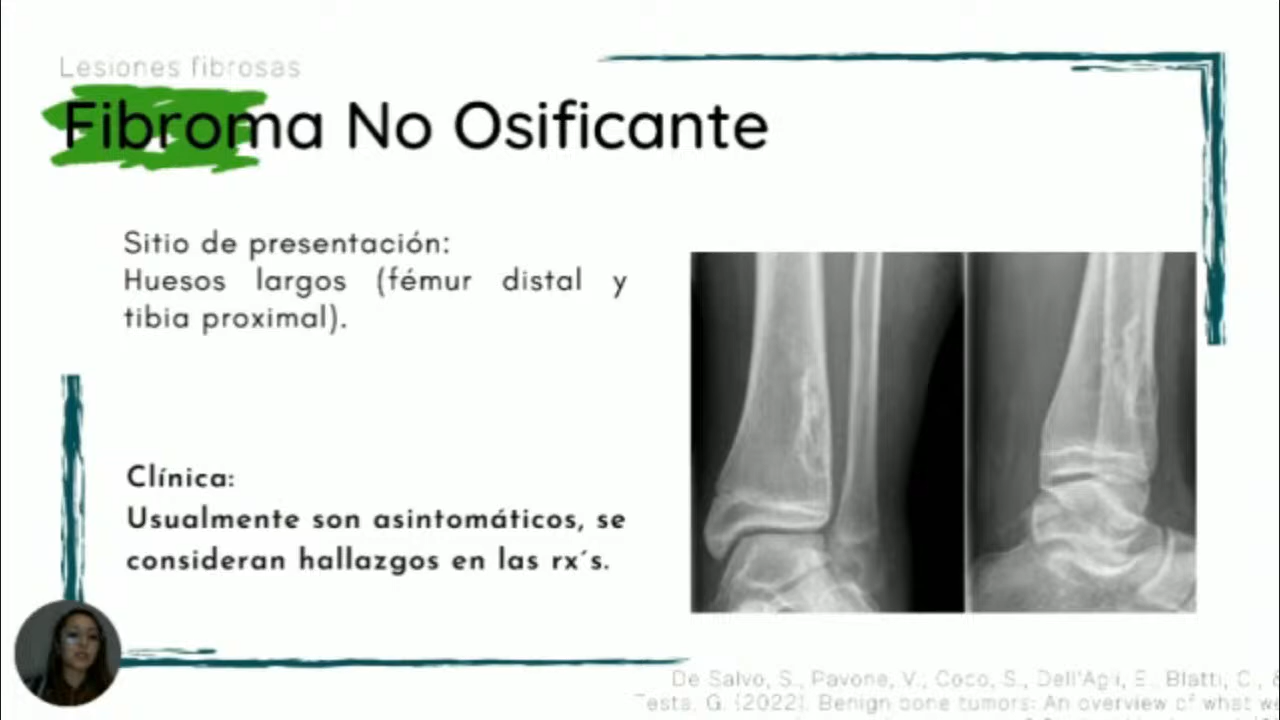 Lesiones fibrosas
Fibroma No Osificante
Sitio de presentación:
Huesos largos (fémur distal y
tibia proximal).
Clínica:
Usualmente son asintomáticos, se
consideran hallazgos en las rx´s.
De Salvo, S., Pavone, V., Coco, S., Dell'Agli, E., Blatti, C.,
Testa, G. (2022). Benign bone tumors: An overview of what we